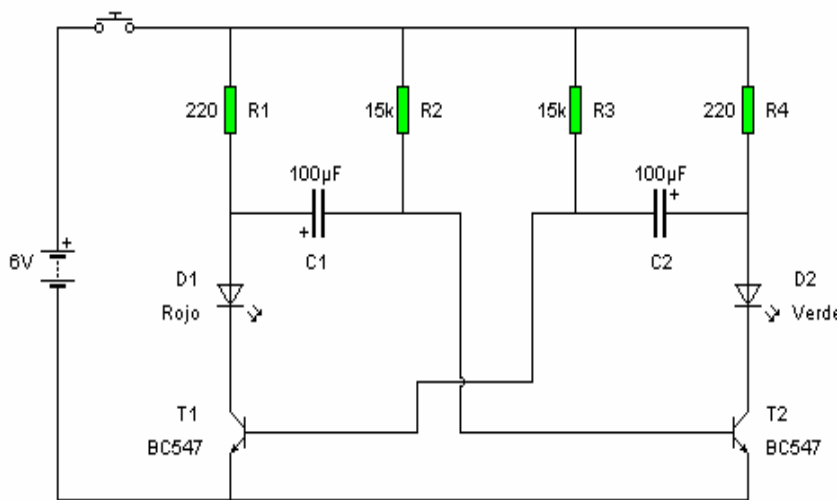 220
R1
15k
R2
15k
R3
220
R4
100µF
+
C1
100µF
+
C2
6V
+
D1
Rojo
D2
Verde
T1
BC547
T2
BC547